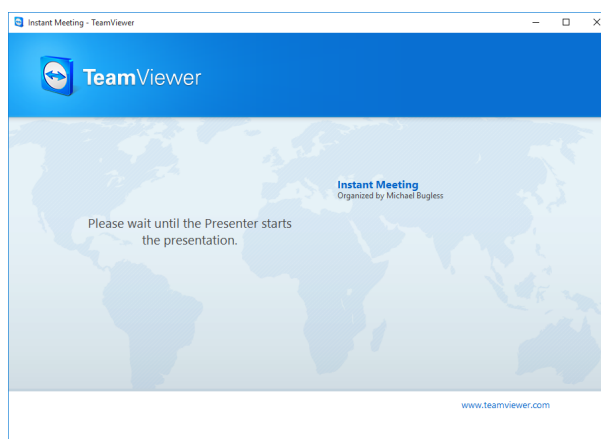 Instant Meeting - TeamViewer
TeamViewer
Instant Meeting
Organized by Michael Bugless
Please wait until the Presenter starts
the presentation.
www.teamviewer.com